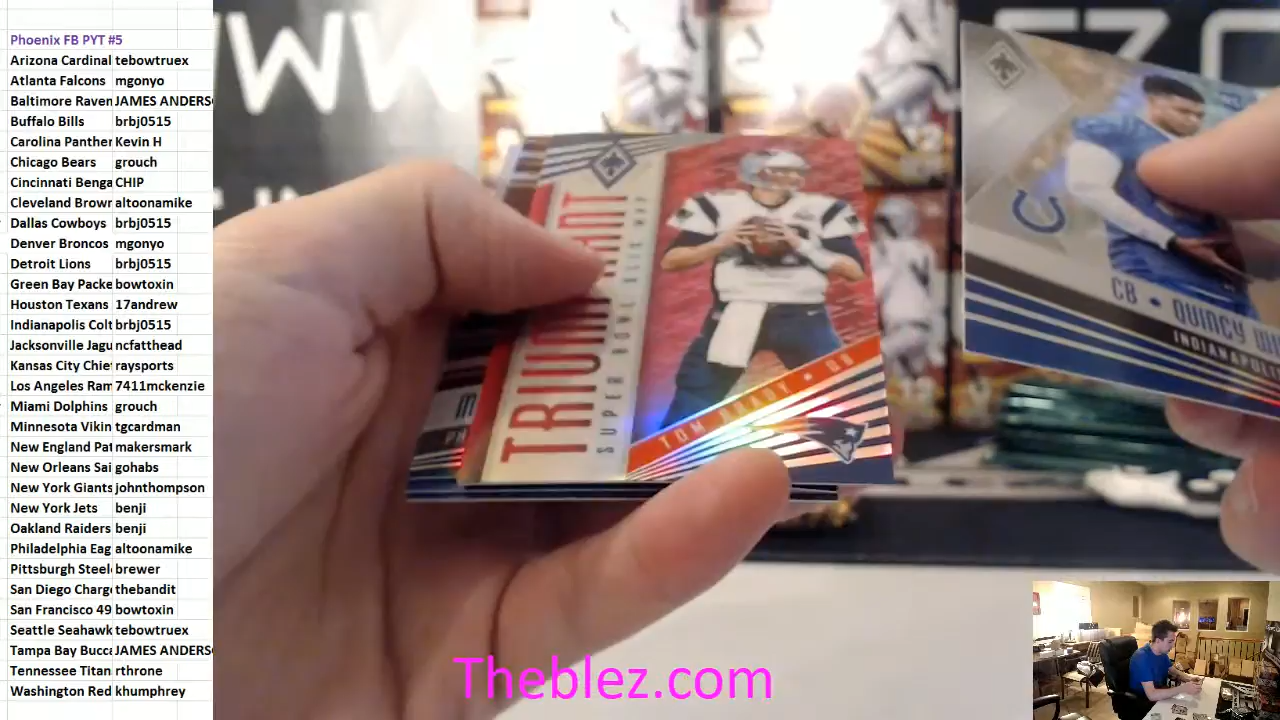 Phoenix FB PYT #5
Arizona Cardinal tebowtruex
Atlanta Falcons mgonyo
Baltimore Raven JAMES ANDERS
Buffalo Bills brbj0515
Carolina Panther Kevin H
Chicago Bears grouch
Cincinnati Benga CHIP
Cleveland Brown altoonamike
Dallas Cowboys brbj0515
Denver Broncos mgonyo
Detroit Lions brbj0515
Green Bay Packe bowtoxin
Houston Texans 17andrew
Indianapolis Colt brbj0515
Jacksonville Jagu ncfatthead
Kansas City Chief raysports
Los Angeles Ram 7411mckenzie
Miami Dolphins grouch
Minnesota Vikin tgcardman
New England Pat makersmark
New Orleans Sai gohabs
New York Giants johnthompson
New York Jets benji
Oakland Raiders benji
Philadelphia Eag altoonamike
Pittsburgh Steel brewer
San Diego Charg thebandit
San Francisco 49 bowtoxin
Seattle Seahawk tebowtruex
Tampa Bay Bucca JAMES ANDERS
Tennessee Titan rthrone
Washington Red khumphrey
WWW
TRIUMPHANT
SUPER BOWL
TOM BRADY • QB
CB • QUINCY
Theblez.com